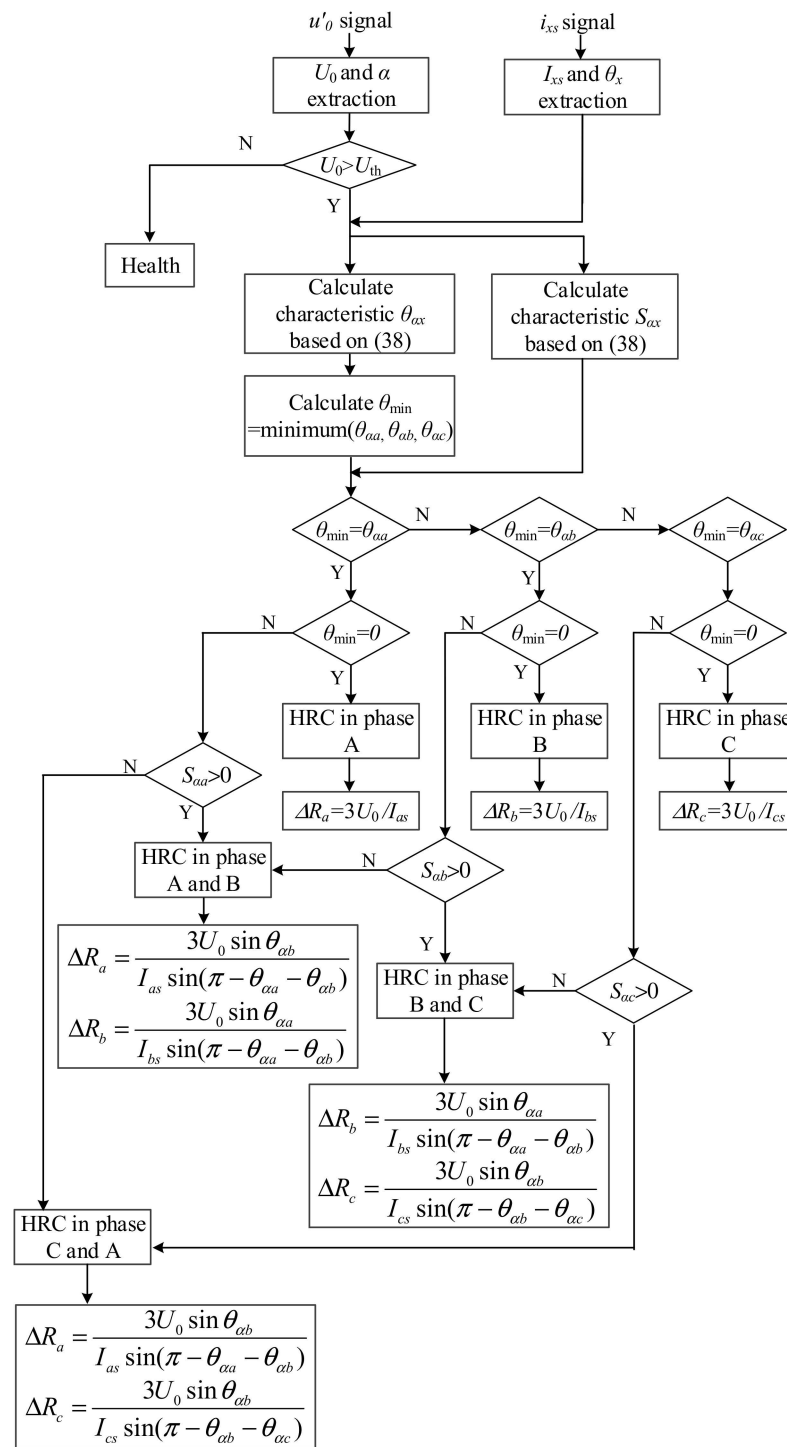 u'₀ signal
iₓₛ signal
U₀ and α
extraction
Iₓₛ and θₓ
extraction
N
U₀>Uth
Y
Health
Calculate
characteristic θαx
based on (38)
Calculate
characteristic Sαx
based on (38)
Calculate θmin
=minimum(θαa, θαb, θαc)
θmin=θαa
N
θmin=θαb
N
θmin=θαc
Y
Y
N
θmin=0
N
θmin=0
N
θmin=0
Y
Y
Y
HRC in phase
A
HRC in phase
B
HRC in phase
C
N
Sαa>0
Y
ΔRa=3U₀/Ias
ΔRb=3U₀/Ibs
ΔRc=3U₀/Ics
HRC in phase
A and B
N
Sαb>0
Y
ΔRa = 3U₀ sin θαb / Ias sin(π − θαa − θαb)
ΔRb = 3U₀ sin θαa / Ibs sin(π − θαa − θαb)
HRC in phase
B and C
N
Sαc>0
Y
ΔRb = 3U₀ sin θαa / Ibs sin(π − θαa − θαb)
ΔRc = 3U₀ sin θαb / Ics sin(π − θαb − θαc)
HRC in phase
C and A
ΔRa = 3U₀ sin θαb / Ias sin(π − θαa − θαb)
ΔRc = 3U₀ sin θαb / Ics sin(π − θαb − θαc)